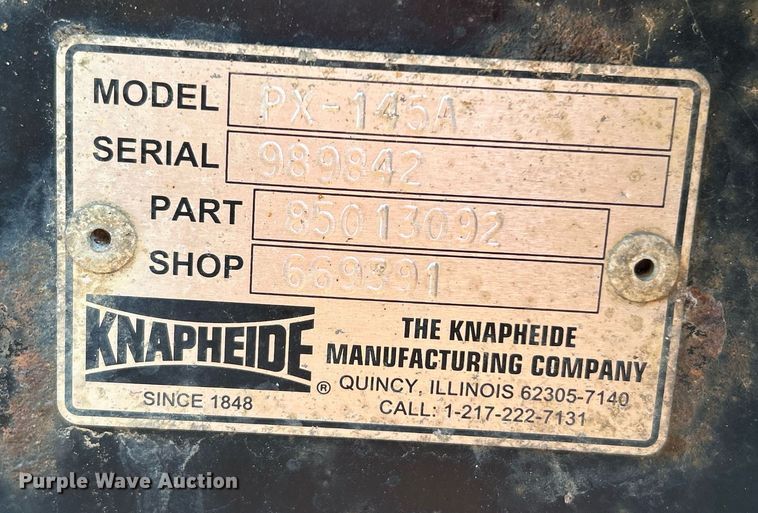 MODEL PX-145A
SERIAL 989842
PART 85013092
SHOP 669391
KNAPHEIDE ®
SINCE 1848
THE KNAPHEIDE
MANUFACTURING COMPANY
QUINCY, ILLINOIS 62305-7140
CALL: 1-217-222-7131
Purple Wave Auction